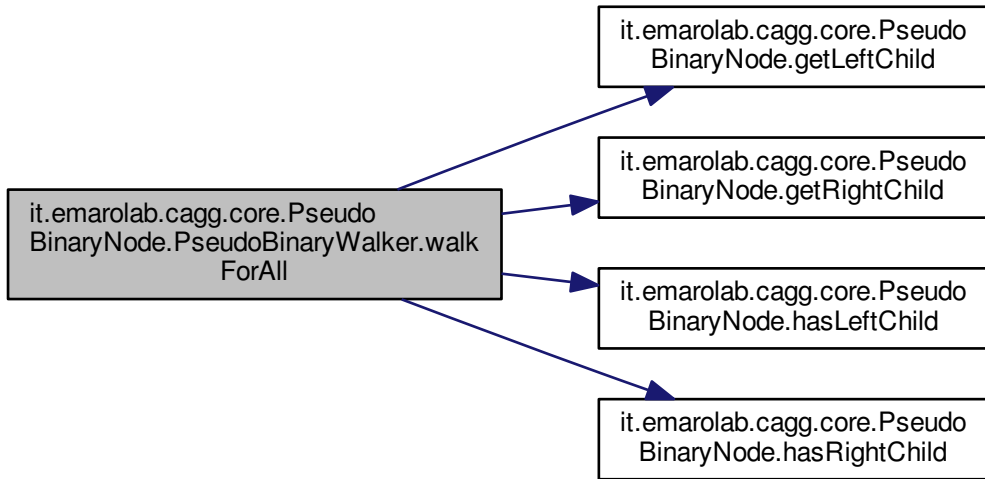 it.emarolab.cagg.core.Pseudo
BinaryNode.PseudoBinaryWalker.walk
ForAll
it.emarolab.cagg.core.Pseudo
BinaryNode.getLeftChild
it.emarolab.cagg.core.Pseudo
BinaryNode.getRightChild
it.emarolab.cagg.core.Pseudo
BinaryNode.hasLeftChild
it.emarolab.cagg.core.Pseudo
BinaryNode.hasRightChild